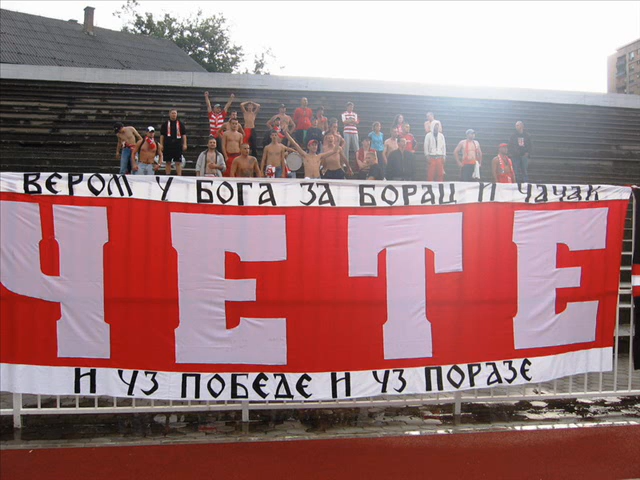 ВЕРОМ У БОГА ЗА БОРАЦ И ЧАЧАК
ЧЕТЕ
И УЗ ПОБЕДЕ И УЗ ПОРАЗЕ